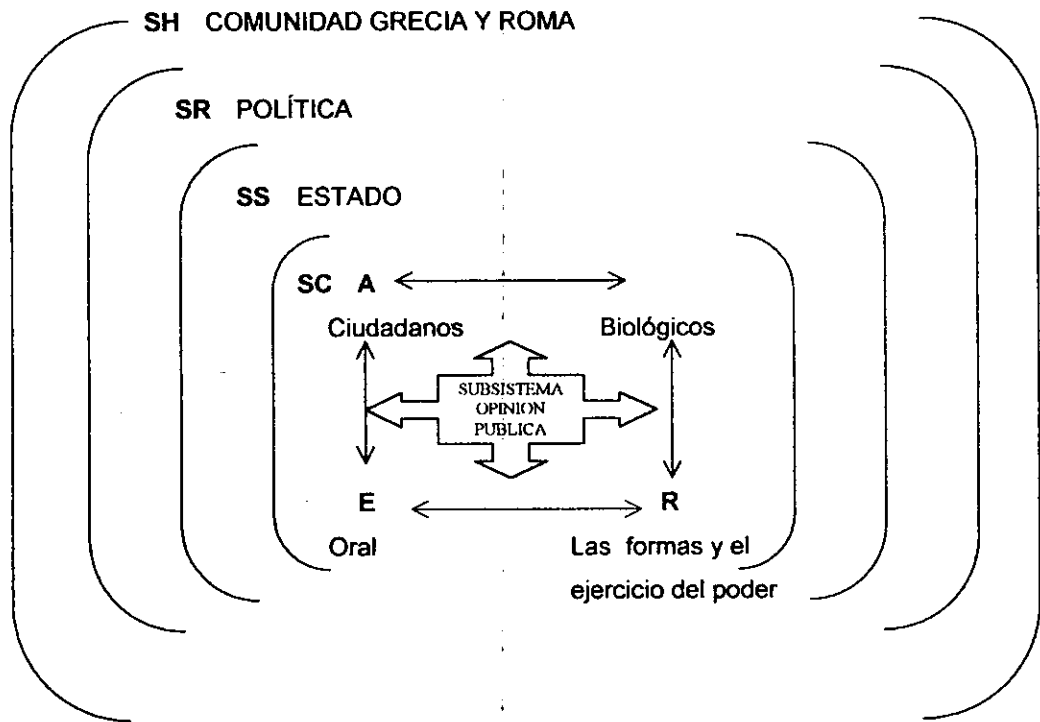 SH COMUNIDAD GRECIA Y ROMA
SR POLÍTICA
SS ESTADO
SC A
Ciudadanos Biológicos
SUBSISTEMA
OPINION
PUBLICA
E R
Oral Las formas y el
ejercicio del poder